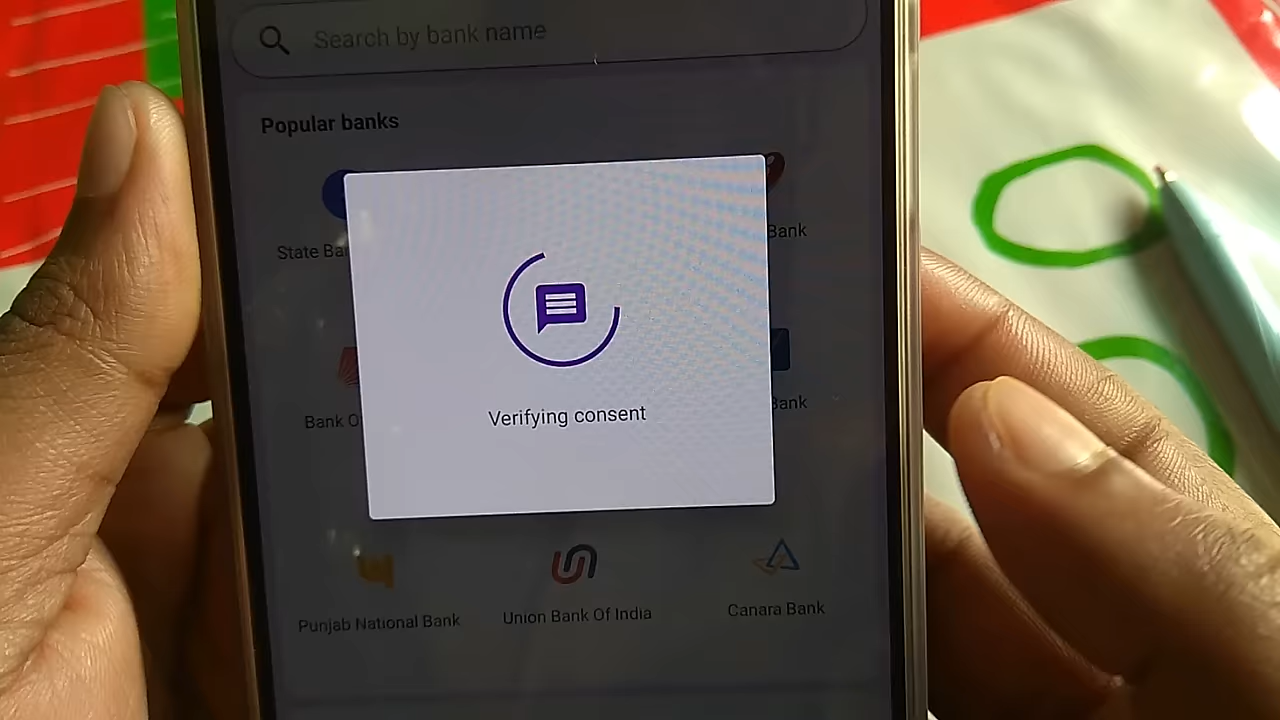 Search by bank name
Popular banks
State Ba
Bank
Verifying consent
Bank O
Bank
Punjab National Bank
Union Bank Of India
Canara Bank